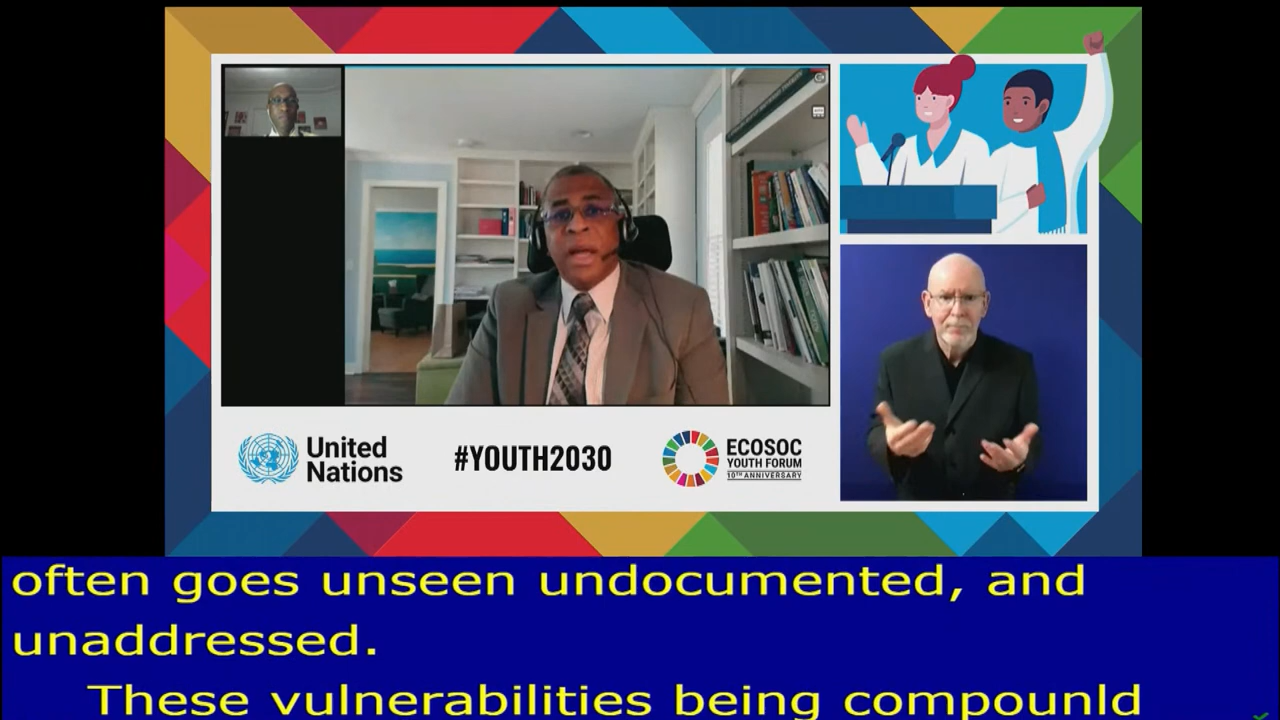 United
Nations
#YOUTH2030
ECOSOC
YOUTH FORUM
10TH ANNIVERSARY
often goes unseen undocumented, and
unaddressed.
These vulnerabilities being compounld